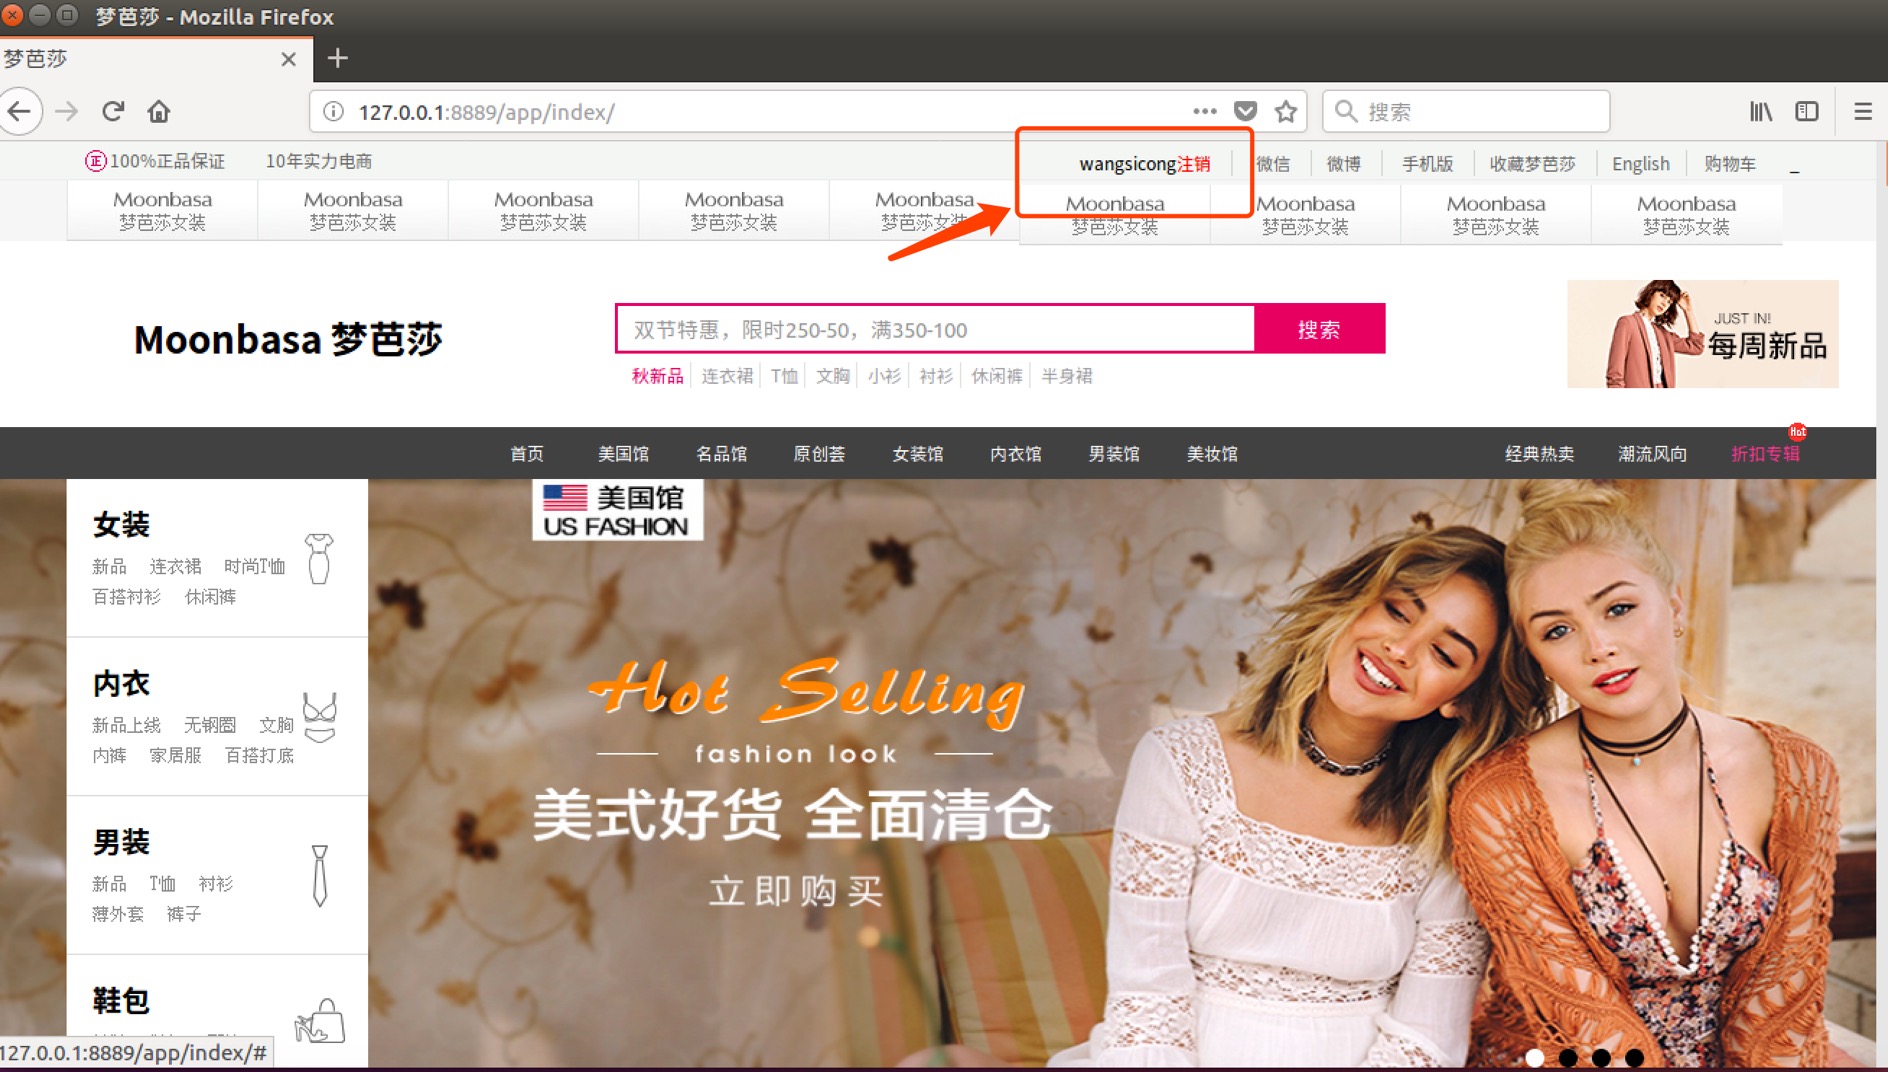 梦芭莎 - Mozilla Firefox
梦芭莎
127.0.0.1:8889/app/index/
搜索
正 100%正品保证 10年实力电商
wangsicong注销 微信 微博 手机版 收藏梦芭莎 English 购物车 _
Moonbasa Moonbasa Moonbasa Moonbasa Moonbasa Moonbasa Moonbasa Moonbasa Moonbasa
梦芭莎女装 梦芭莎女装 梦芭莎女装 梦芭莎女装 梦芭莎女装 梦芭莎女装 梦芭莎女装 梦芭莎女装 梦芭莎女装
Moonbasa 梦芭莎
双节特惠，限时250-50，满350-100
搜索
秋新品 连衣裙 T恤 文胸 小衫 衬衫 休闲裤 半身裙
JUST IN!
每周新品
首页 美国馆 名品馆 原创荟 女装馆 内衣馆 男装馆 美妆馆 经典热卖 潮流风向 折扣专辑 Hot
女装
新品 连衣裙 时尚T恤
百搭衬衫 休闲裤
内衣
新品上线 无钢圈 文胸
内裤 家居服 百搭打底
男装
新品 T恤 衬衫
薄外套 裤子
鞋包
美国馆
US FASHION
Hot Selling
fashion look
美式好货 全面清仓
立即购买
127.0.0.1:8889/app/index/#